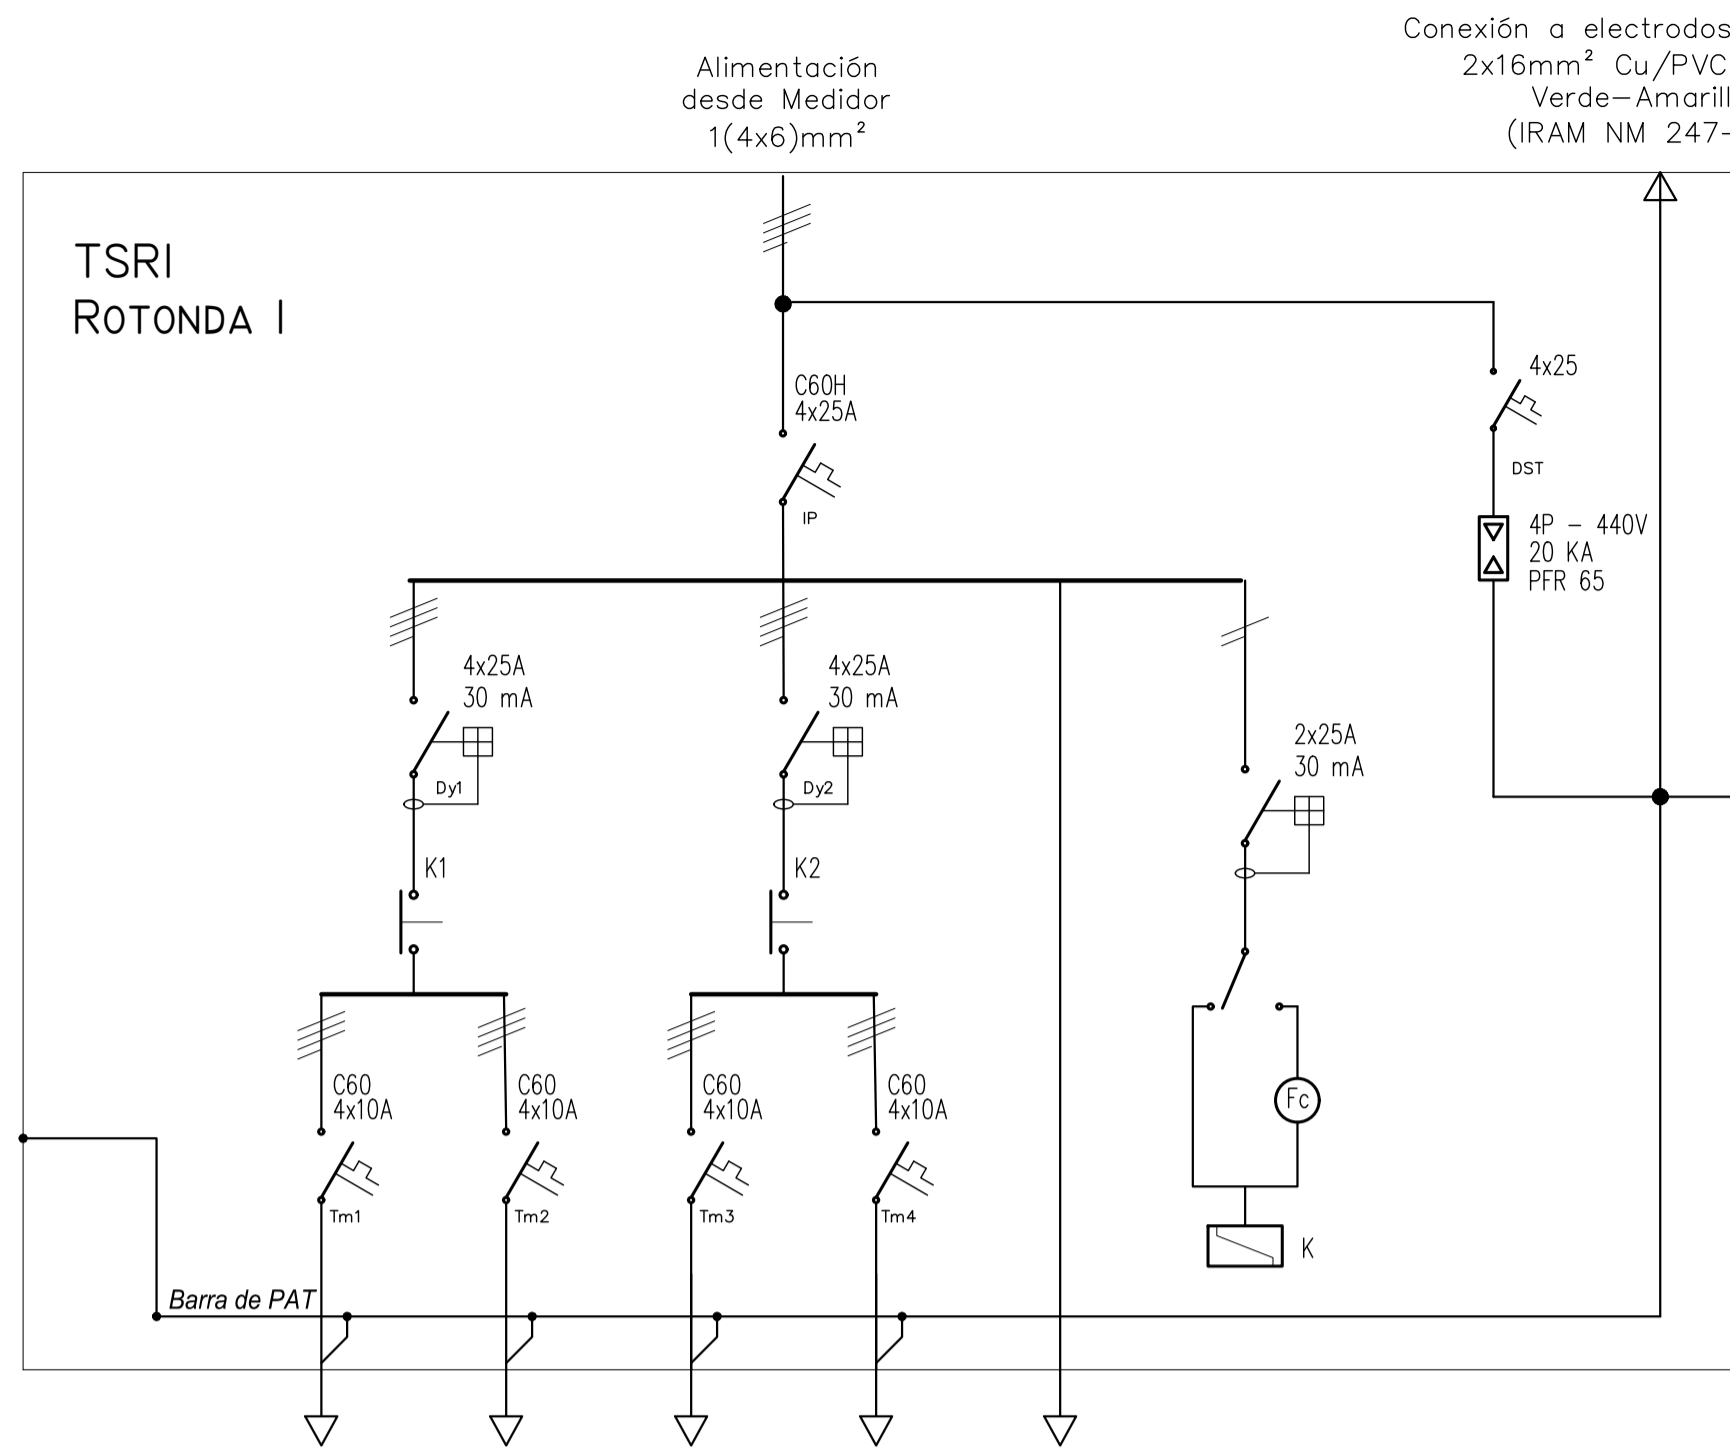 Conexión a electrodos
2x16mm² Cu/PVC
Verde-Amarill
(IRAM NM 247-
Alimentación
desde Medidor
1(4x6)mm²
TSRI
ROTONDA I
C60H
4x25A
IP
4x25
DST
4P - 440V
20 KA
PFR 65
4x25A
30 mA
Dy1
4x25A
30 mA
Dy2
2x25A
30 mA
K1
K2
C60
4x10A
Tm1
C60
4x10A
Tm2
C60
4x10A
Tm3
C60
4x10A
Tm4
Fc
K
Barra de PAT